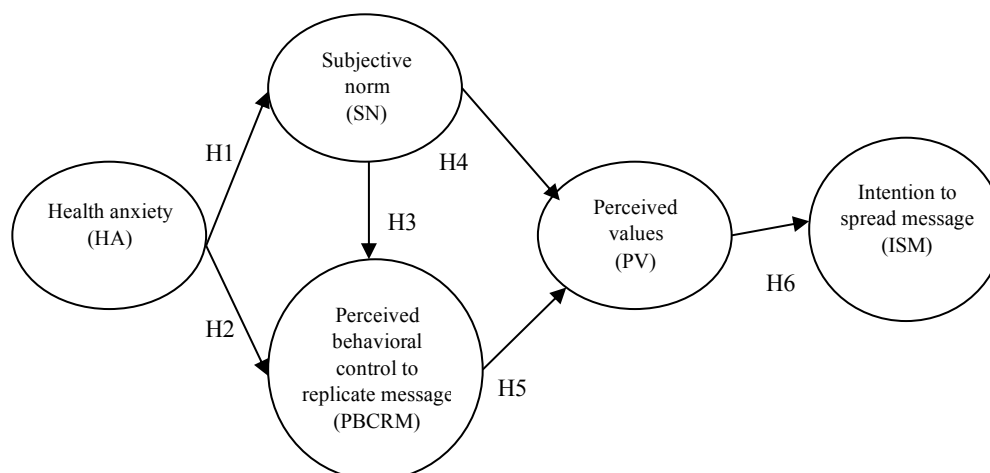 Subjective
norm
(SN)
H1
H4
Health anxiety
(HA)
Perceived
values
(PV)
Intention to
spread message
(ISM)
H3
H6
H2
Perceived
behavioral
control to
replicate message
(PBCRM)
H5